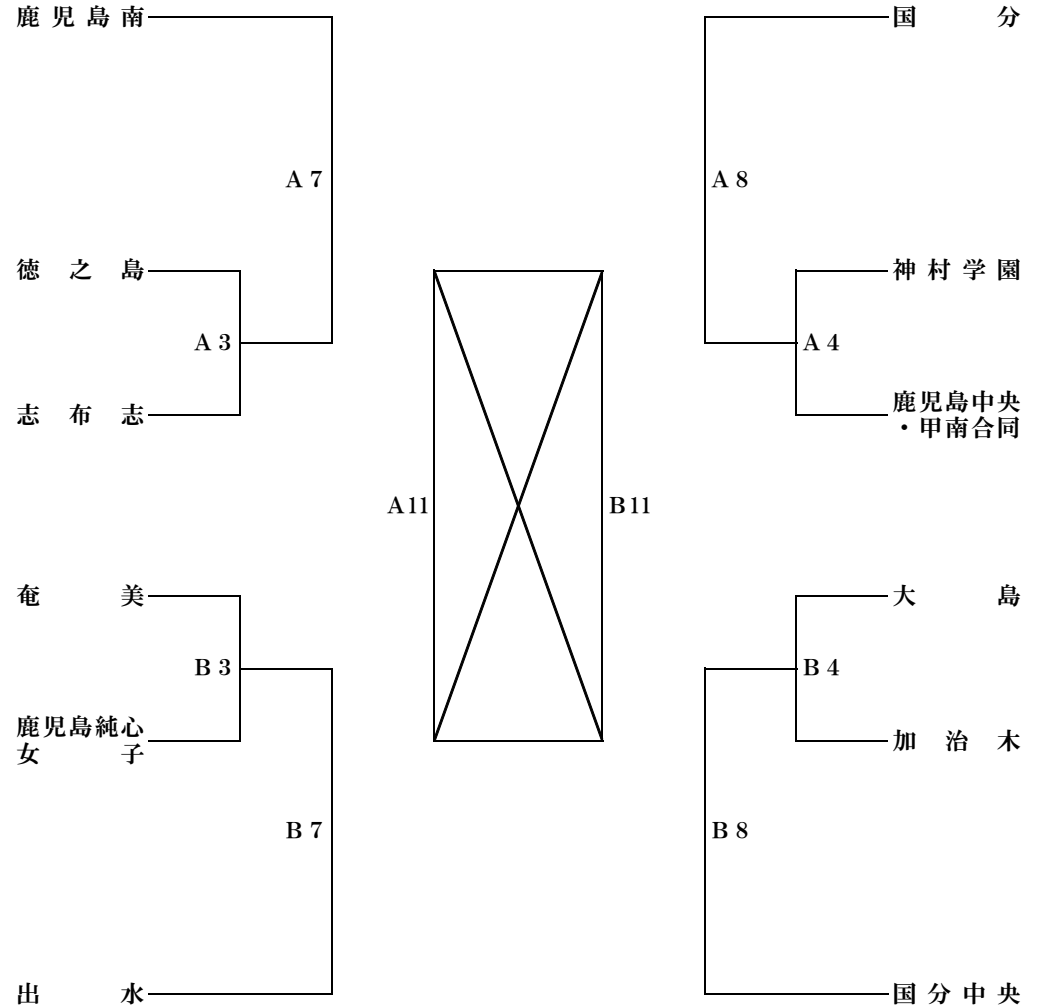 鹿児島南
A 7
徳之島
A 3
志布志
奄美
B 3
鹿児島純心
女子
B 7
出水
A11
B11
国分
A 8
神村学園
A 4
鹿児島中央
・甲南合同
大島
B 4
加治木
B 8
国分中央